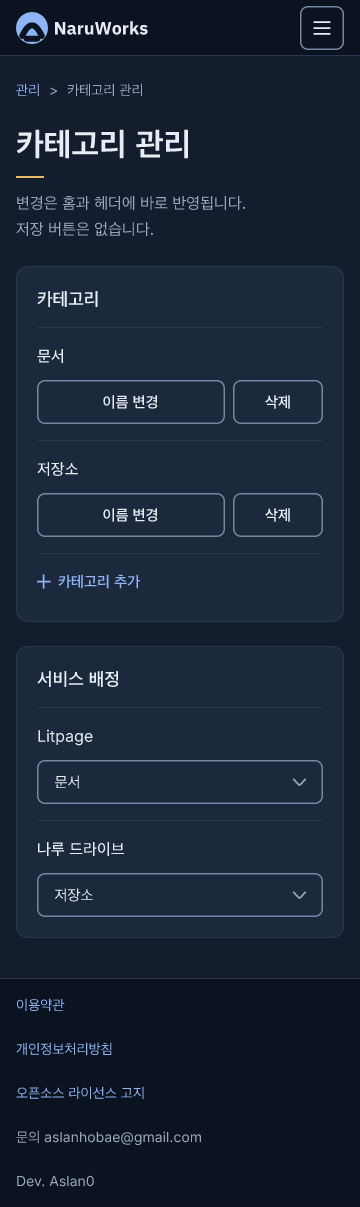 NaruWorks
관리 > 카테고리 관리
카테고리 관리
변경은 홈과 헤더에 바로 반영됩니다.
저장 버튼은 없습니다.
카테고리
문서
이름 변경 삭제
저장소
이름 변경 삭제
+ 카테고리 추가
서비스 배정
Litpage
문서
나루 드라이브
저장소
이용약관
개인정보처리방침
오픈소스 라이선스 고지
문의 aslanhobae@gmail.com
Dev. Aslan0